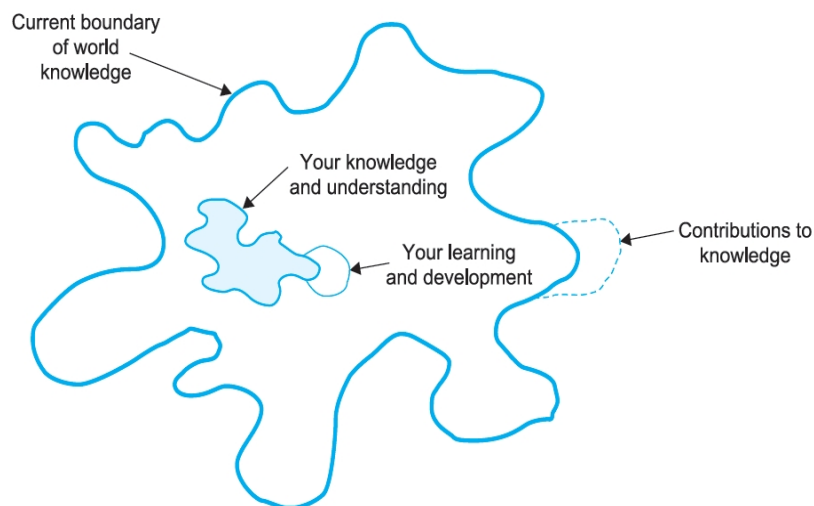 Current boundary
of world
knowledge
Your knowledge
and understanding
Your learning
and development
Contributions to
knowledge